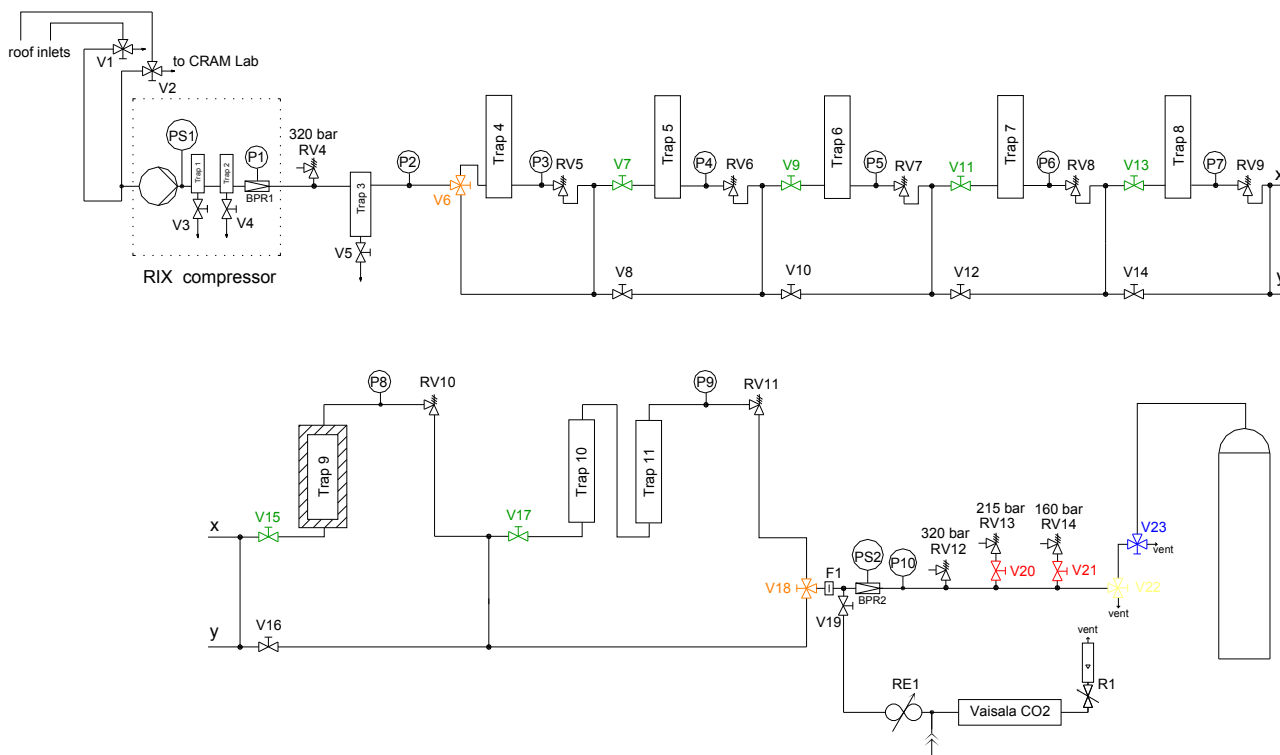 roof inlets
V1
to CRAM Lab
V2
PS1
Trap 1
Trap 2
P1
BPR1
V3
V4
RIX compressor
320 bar
RV4
Trap 3
V5
P2
V6
Trap 4
P3
RV5
V7
Trap 5
P4
RV6
V9
Trap 6
P5
RV7
V11
Trap 7
P6
RV8
V13
Trap 8
P7
RV9
x
V8
V10
V12
V14
y
P8
RV10
Trap 9
x
V15
y
V16
V17
Trap 10
Trap 11
P9
RV11
V18
F1
PS2
BPR2
P10
V19
320 bar
RV12
215 bar
RV13
V20
160 bar
RV14
V21
V22
vent
V23
vent
RE1
Vaisala CO2
vent
R1